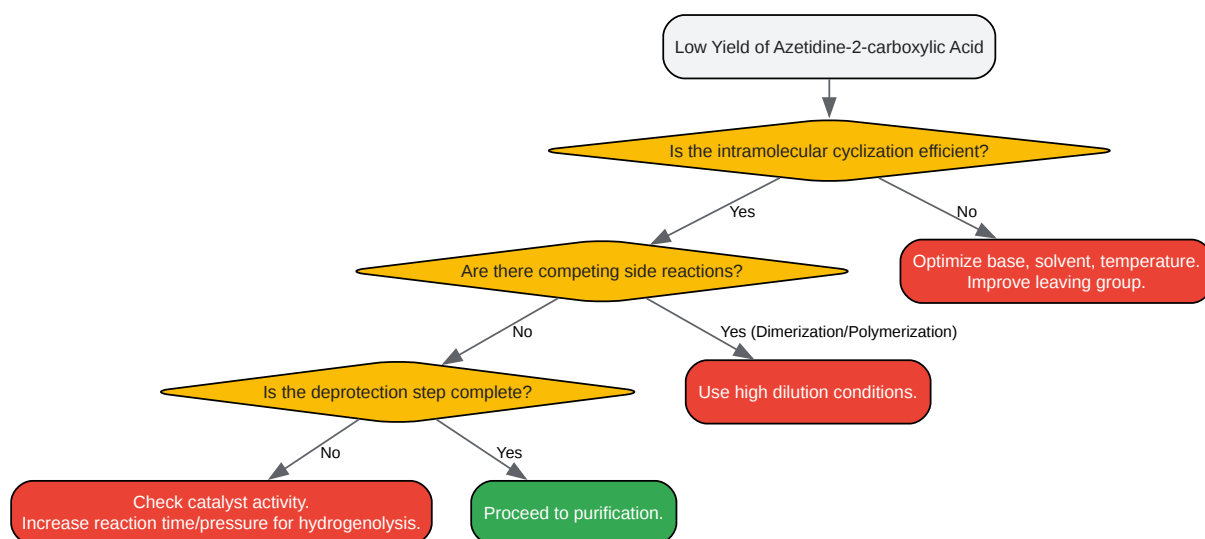 Low Yield of Azetidine-2-carboxylic Acid
Is the intramolecular cyclization efficient?
Yes
No
Are there competing side reactions?
Optimize base, solvent, temperature.
Improve leaving group.
No
Yes (Dimerization/Polymerization)
Is the deprotection step complete?
Use high dilution conditions.
No
Yes
Check catalyst activity.
Increase reaction time/pressure for hydrogenolysis.
Proceed to purification.